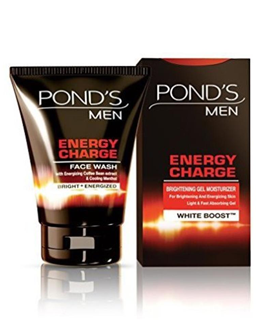 POND'S
MEN
ENERGY
CHARGE
FACE WASH
with Energizing Coffee Bean extract
& Cooling Menthol
BRIGHT • ENERGIZED
POND'S
MEN
ENERGY
CHARGE
BRIGHTENING GEL MOISTURIZER
For Brightening And Energizing Skin
Light & Fast Absorbing Gel
WHITE BOOST™